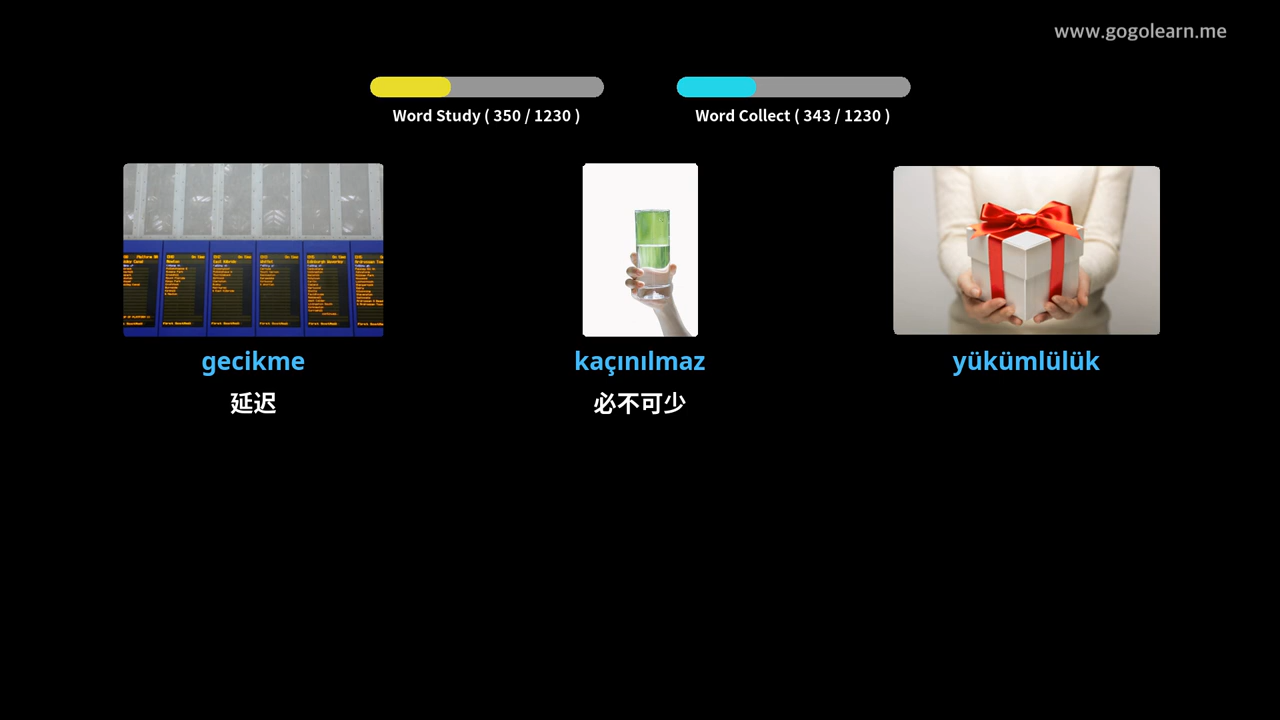 www.gogolearn.me
Word Study ( 350 / 1230 )
Word Collect ( 343 / 1230 )
gecikme
kaçınılmaz
yükümlülük
延迟
必不可少